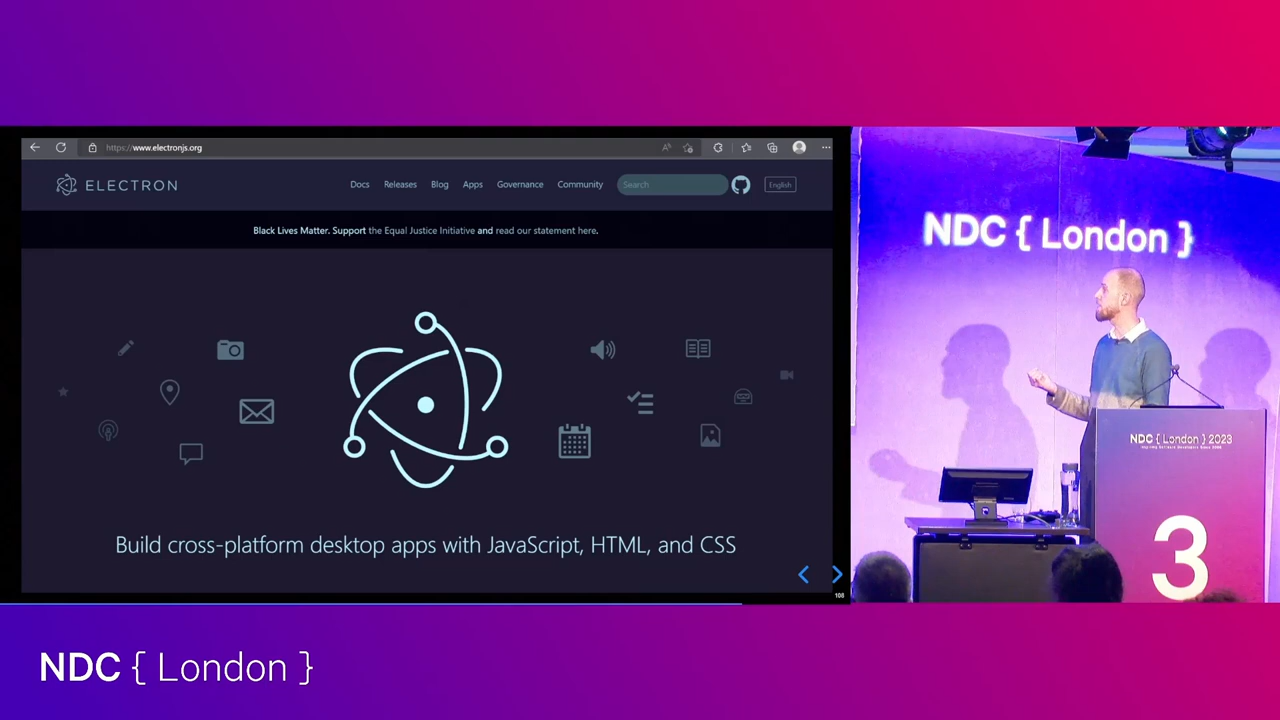 https://www.electronjs.org
ELECTRON
Docs Releases Blog Apps Governance Community Search English
Black Lives Matter. Support the Equal Justice Initiative and read our statement here.
Build cross-platform desktop apps with JavaScript, HTML, and CSS
108
NDC { London }
NDC { London } 2023
3
NDC { London }